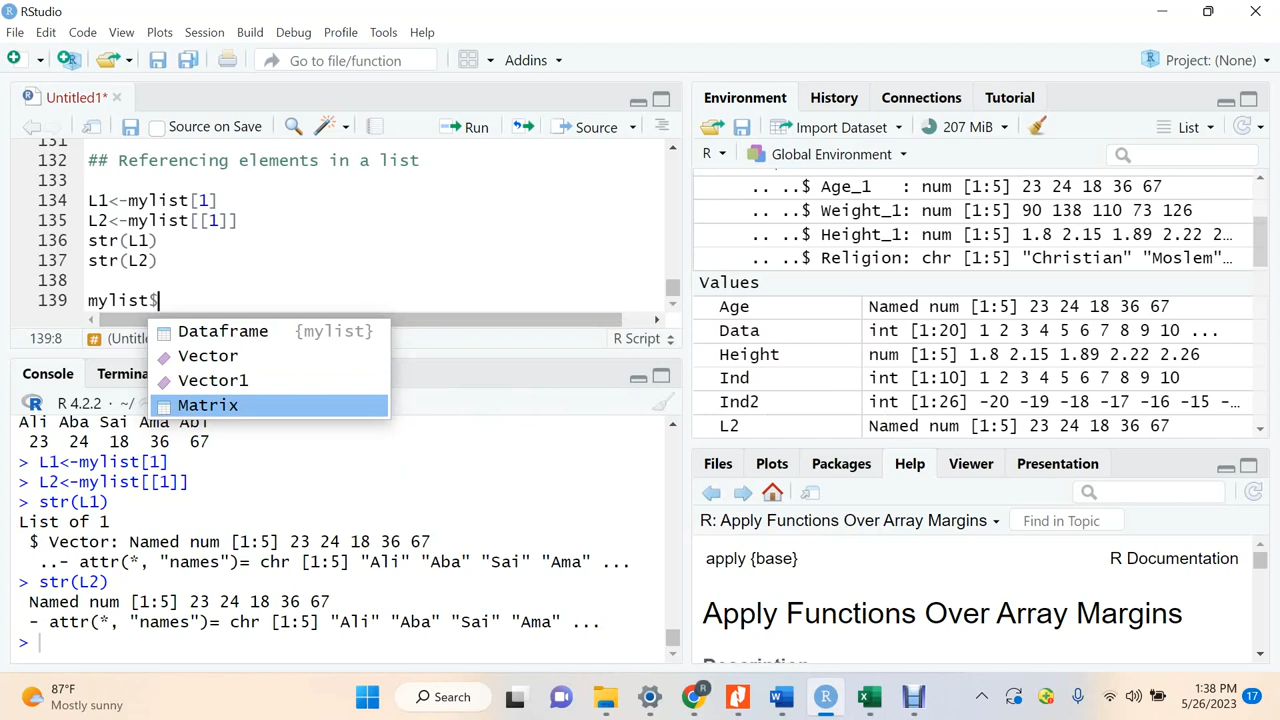 RStudio
File Edit Code View Plots Session Build Debug Profile Tools Help
Go to file/function Addins Project: (None)
Untitled1*
Source on Save Run Source
132 ## Referencing elements in a list
133
134 L1<-mylist[1]
135 L2<-mylist[[1]]
136 str(L1)
137 str(L2)
138
139 mylist$
139:8 # (Untit R Script
Dataframe {mylist}
Vector
Vector1
Matrix
Console Termina
R 4.2.2 · ~/
Ali Aba Sai Ama Abi
23 24 18 36 67
> L1<-mylist[1]
> L2<-mylist[[1]]
> str(L1)
List of 1
$ Vector: Named num [1:5] 23 24 18 36 67
..- attr(*, "names")= chr [1:5] "Ali" "Aba" "Sai" "Ama" ...
> str(L2)
Named num [1:5] 23 24 18 36 67
- attr(*, "names")= chr [1:5] "Ali" "Aba" "Sai" "Ama" ...
>
Environment History Connections Tutorial
Import Dataset 207 MiB List
R Global Environment
.. ..$ Age_1 : num [1:5] 23 24 18 36 67
.. ..$ Weight_1: num [1:5] 90 138 110 73 126
.. ..$ Height_1: num [1:5] 1.8 2.15 1.89 2.22 2...
.. ..$ Religion: chr [1:5] "Christian" "Moslem"…
Values
Age Named num [1:5] 23 24 18 36 67
Data int [1:20] 1 2 3 4 5 6 7 8 9 10 ...
Height num [1:5] 1.8 2.15 1.89 2.22 2.26
Ind int [1:10] 1 2 3 4 5 6 7 8 9 10
Ind2 int [1:26] -20 -19 -18 -17 -16 -15 -…
L2 Named num [1:5] 23 24 18 36 67
Files Plots Packages Help Viewer Presentation
R: Apply Functions Over Array Margins Find in Topic
apply {base} R Documentation
Apply Functions Over Array Margins
87°F
Mostly sunny
Search
1:38 PM
5/26/2023
17